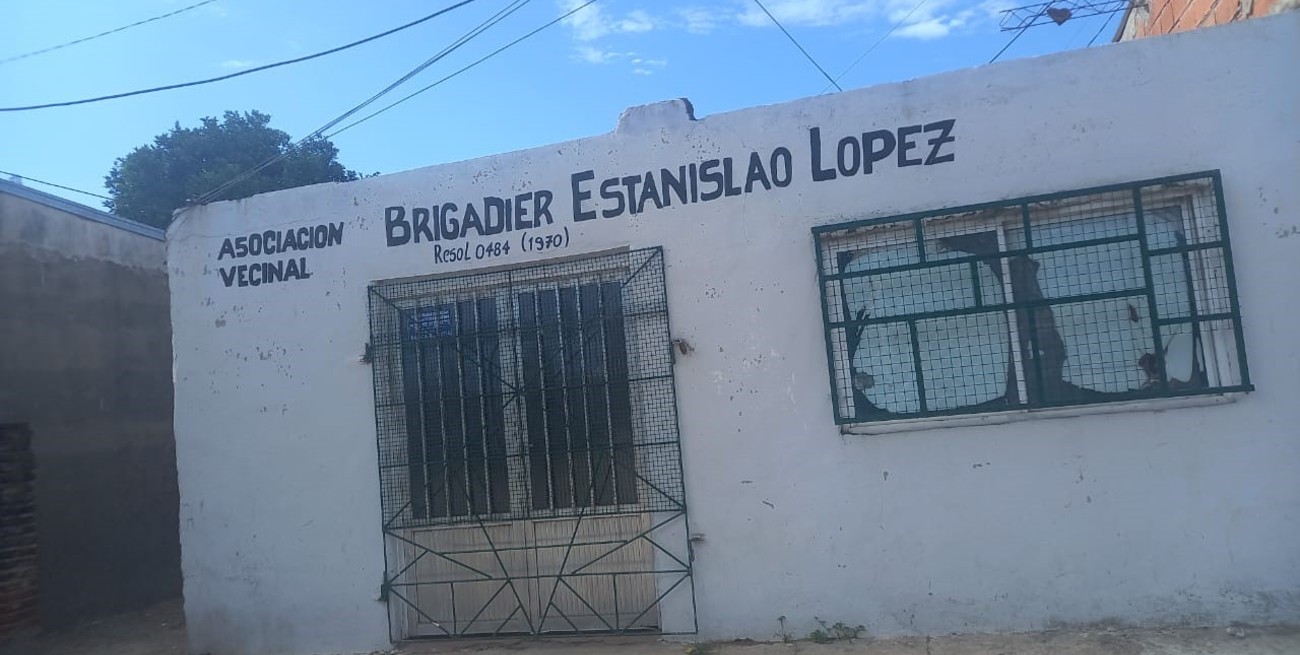 ASOCIACION
VECINAL
BRIGADIER ESTANISLAO LOPEZ
Resol 0484 (1970)